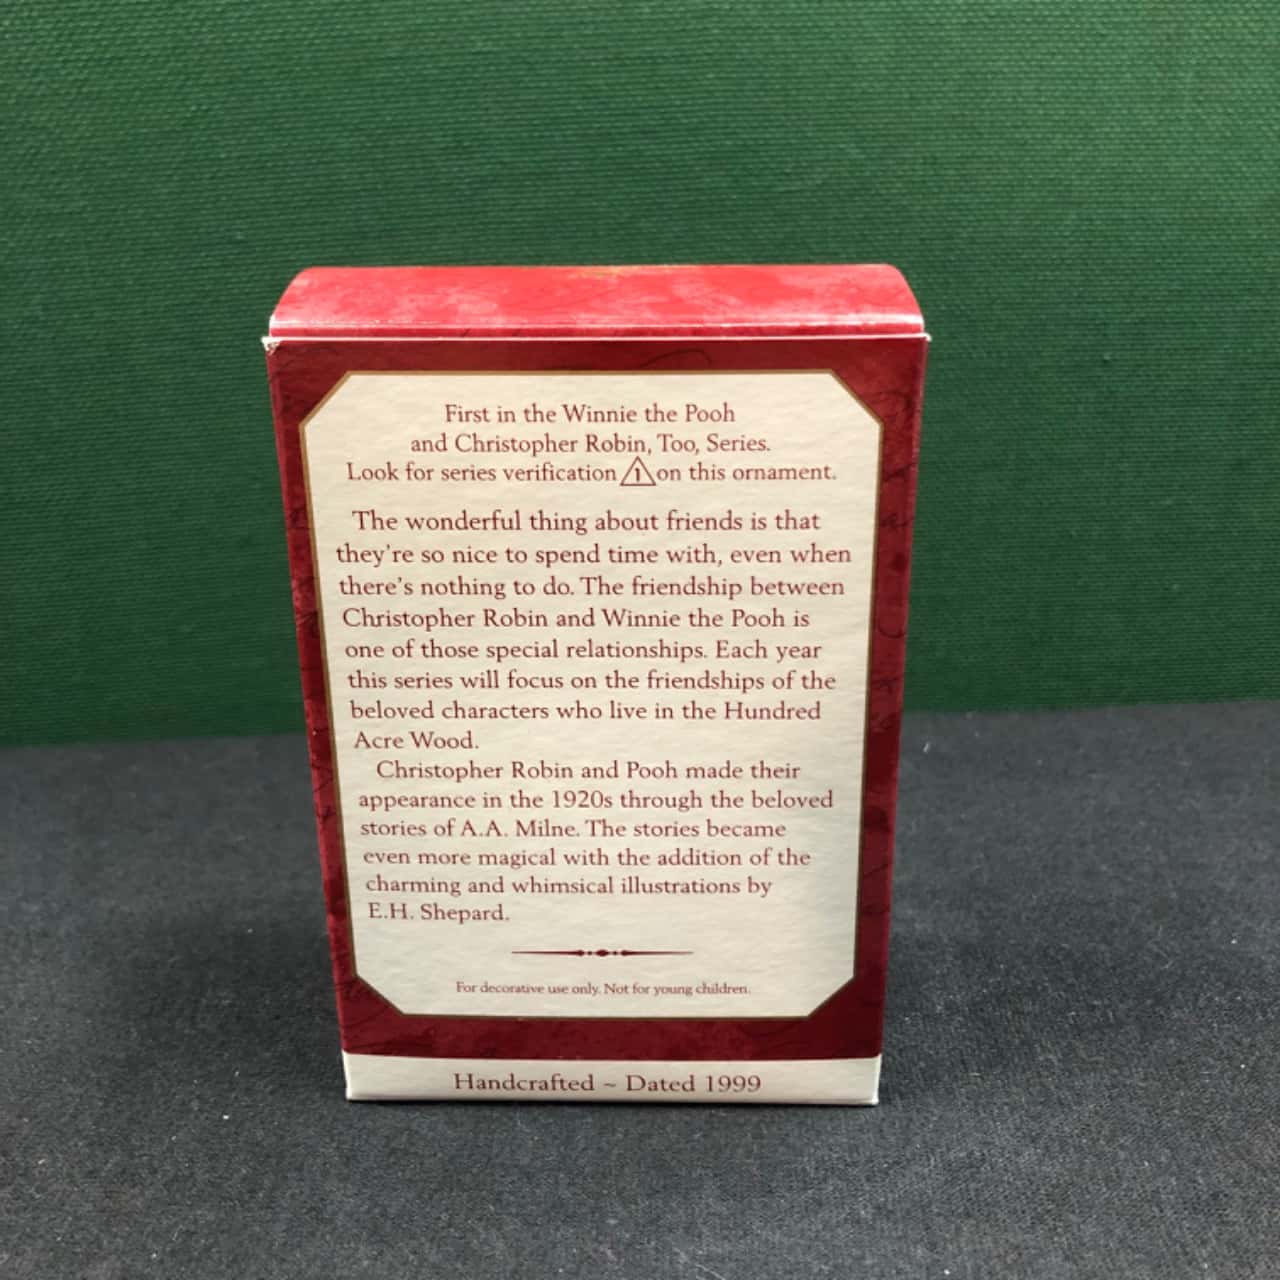 First in the Winnie the Pooh
and Christopher Robin, Too, Series.
Look for series verification 1 on this ornament.
The wonderful thing about friends is that
they're so nice to spend time with, even when
there's nothing to do. The friendship between
Christopher Robin and Winnie the Pooh is
one of those special relationships. Each year
this series will focus on the friendships of the
beloved characters who live in the Hundred
Acre Wood.
Christopher Robin and Pooh made their
appearance in the 1920s through the beloved
stories of A.A. Milne. The stories became
even more magical with the addition of the
charming and whimsical illustrations by
E.H. Shepard.
For decorative use only. Not for young children.
Handcrafted ~ Dated 1999